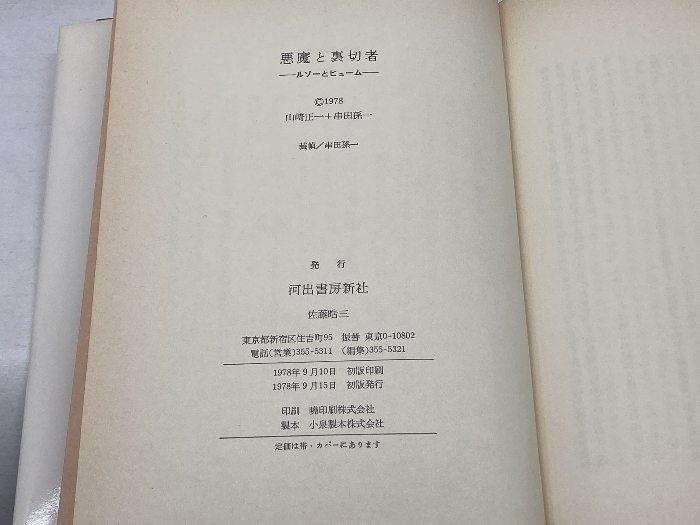 悪魔と裏切者
──ルソーとヒューム──
©1978
山崎正一＋串田孫一
装幀／串田孫一
発行
河出書房新社
佐藤晧三
東京都新宿区住吉町95 振替 東京0-10802
電話(営業)355-5311 (編集)355-5321
1978年9月10日 初版印刷
1978年9月15日 初版発行
印刷 暁印刷株式会社
製本 小泉製本株式会社
定価は帯・カバーにあります